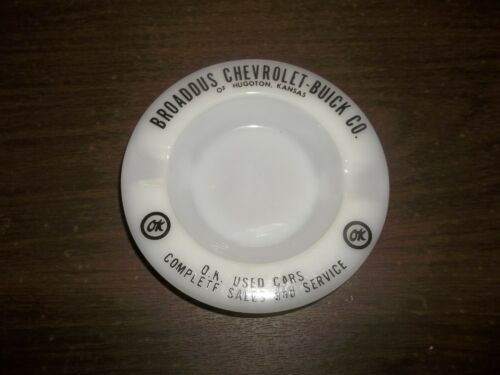 BROADDUS CHEVROLET-BUICK CO.
OF HUGOTON, KANSAS
OK
OK
O.K. USED CARS
COMPLETE SALES AND SERVICE